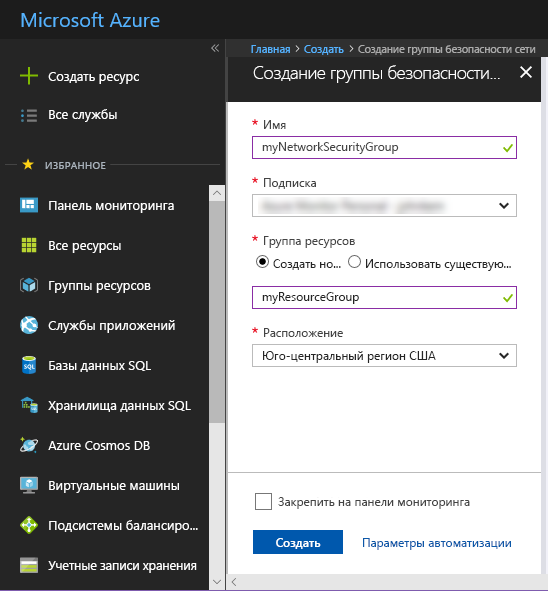 Microsoft Azure
Создать ресурс
Все службы
ИЗБРАННОЕ
Панель мониторинга
Все ресурсы
Группы ресурсов
Службы приложений
Базы данных SQL
Хранилища данных SQL
Azure Cosmos DB
Виртуальные машины
Подсистемы балансиро...
Учетные записи хранения
Главная > Создать > Создание группы безопасности сети
Создание группы безопасности...
* Имя
myNetworkSecurityGroup
* Подписка
* Группа ресурсов
Создать но... Использовать существую...
myResourceGroup
* Расположение
Юго-центральный регион США
Закрепить на панели мониторинга
Создать Параметры автоматизации